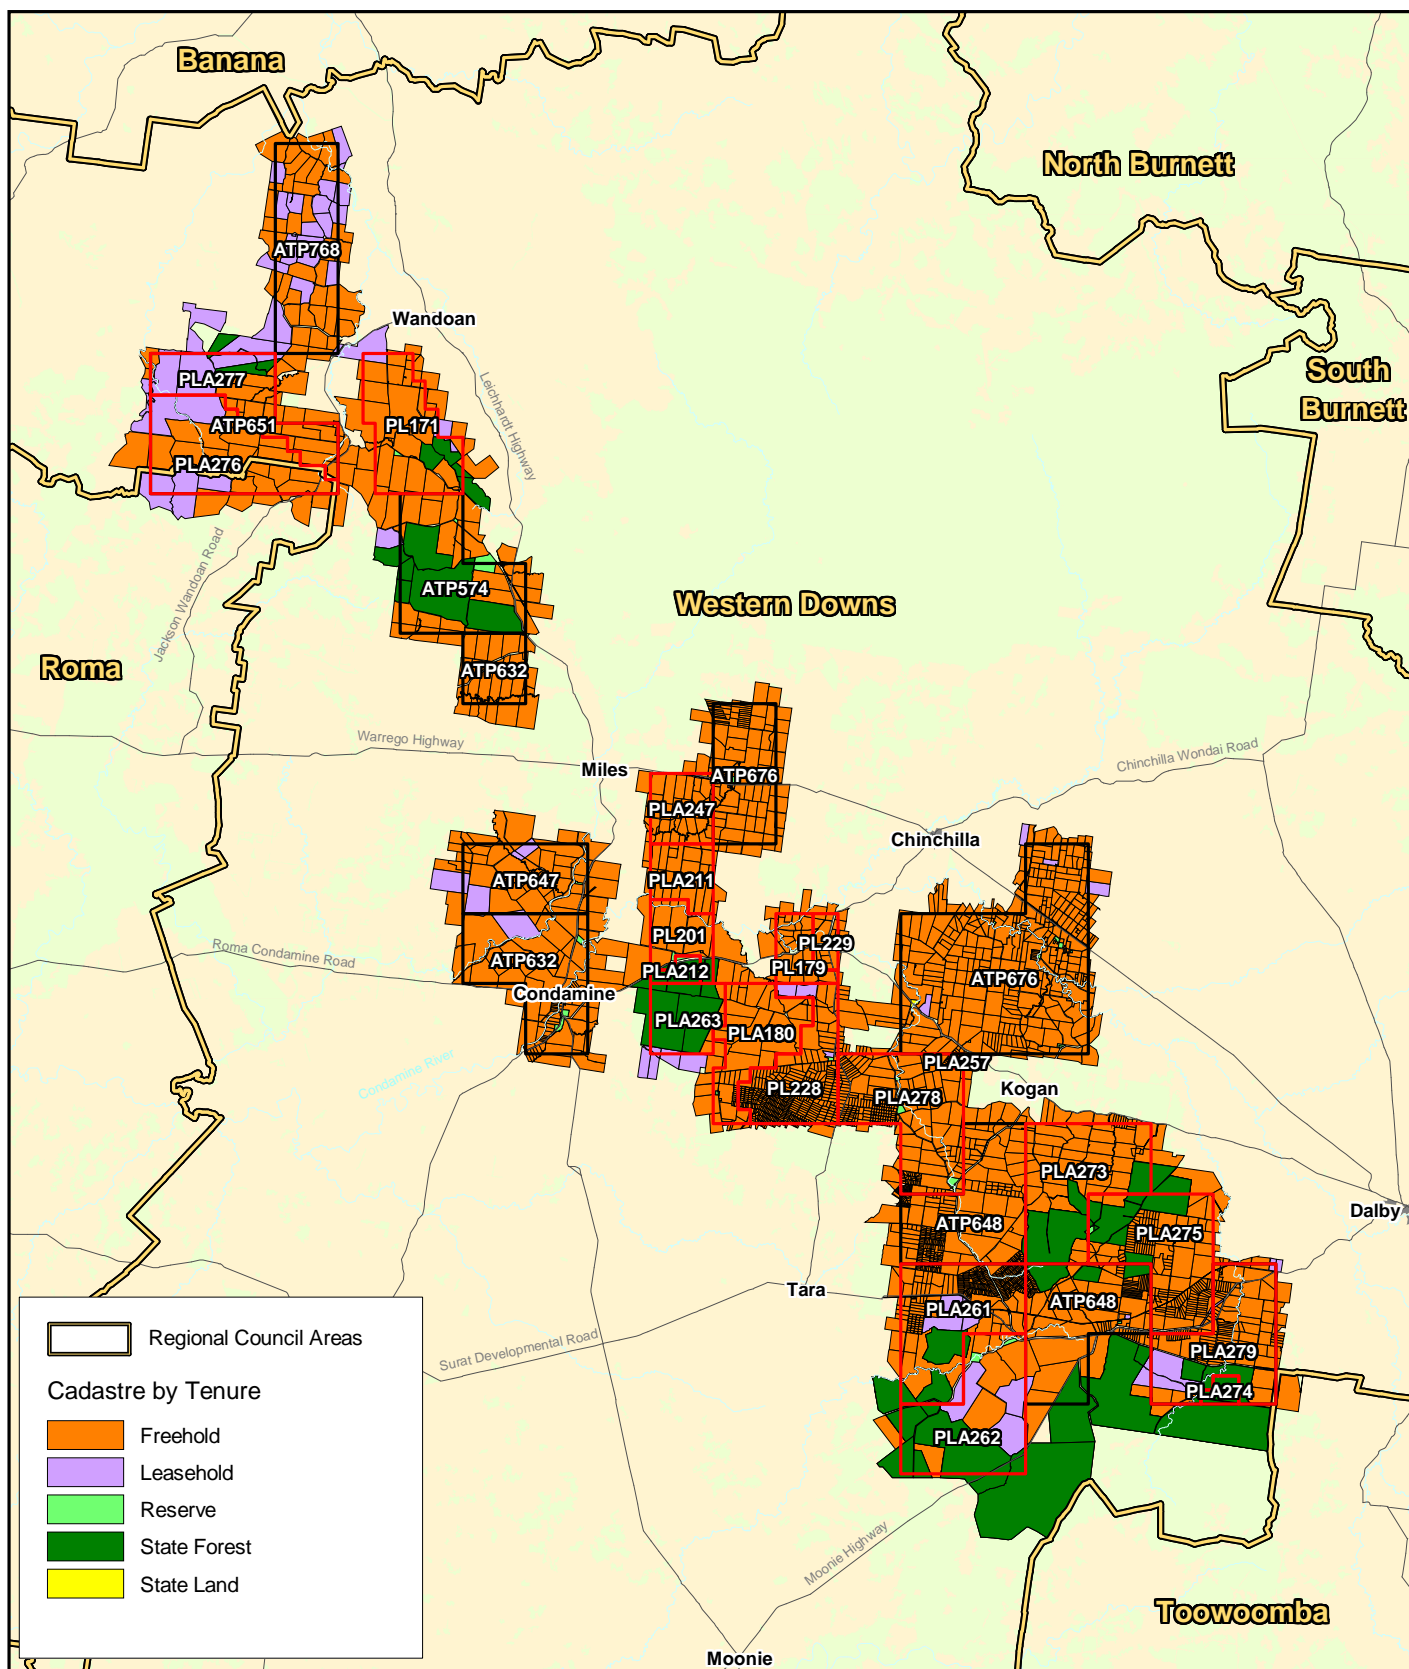 Banana
North Burnett
ATP768
Wandoan
South
Burnett
PLA277
Leichhardt Highway
ATP651
PL171
PLA276
Jackson Wandoan Road
ATP574
Western Downs
Roma
ATP632
Warrego Highway
Miles
ATP676
Chinchilla Wondai Road
PLA247
Chinchilla
ATP647
PLA211
Roma Condamine Road
PL201
PL229
ATP632
PLA212
PL179
ATP676
Condamine
PLA263
PLA180
Condamine River
PLA257
PL228
PLA278
Kogan
PLA273
Dalby
ATP648
PLA275
Tara
PLA261
ATP648
Surat Developmental Road
PLA279
PLA274
PLA262
Moonie Highway
Toowoomba
Moonie
Regional Council Areas
Cadastre by Tenure
Freehold
Leasehold
Reserve
State Forest
State Land